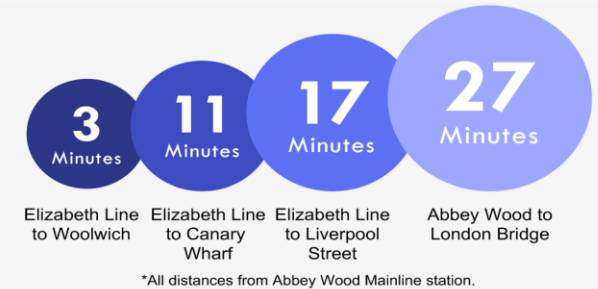 3
Minutes
11
Minutes
17
Minutes
27
Minutes
Elizabeth Line
to Woolwich
Elizabeth Line
to Canary
Wharf
Elizabeth Line
to Liverpool
Street
Abbey Wood to
London Bridge
*All distances from Abbey Wood Mainline station.